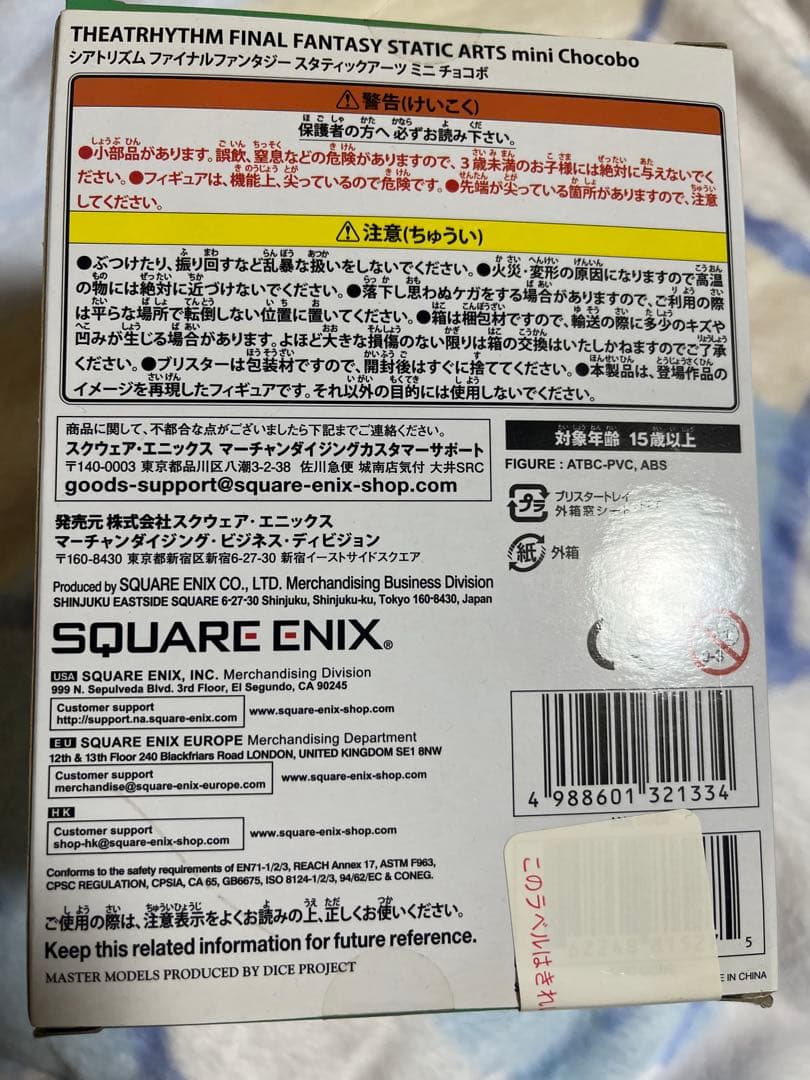 THEATRHYTHM FINAL FANTASY STATIC ARTS mini Chocobo
シアトリズム ファイナルファンタジー スタティックアーツ ミニ チョコボ
⚠警告(けいこく)
保護者の方へ 必ずお読み下さい。
●小部品があります。誤飲、窒息などの危険がありますので、3歳未満のお子様には絶対に与えないでく
ださい。●フィギュアは、機能上、尖っているので危険です。●先端が尖っている箇所がありますので、注意
してください。
⚠注意(ちゅうい)
●ぶつけたり、振り回すなど乱暴な扱いをしないでください。●火災・変形の原因になりますので高温
の物には絶対に近づけないでください。●落下し思わぬケガをする場合がありますので、ご利用の際
は平らな場所で転倒しない位置に置いてください。●箱は梱包材ですので、輸送の際に多少のキズや
凹みが生じる場合があります。よほど大きな損傷のない限りは箱の交換はいたしかねますのでご了承
ください。●ブリスターは包装材ですので、開封後はすぐに捨ててください。●本製品は、登場作品の
イメージを再現したフィギュアです。それ以外の目的には使用しないでください。
商品に関して、不都合な点がございましたら下記までご連絡ください。
スクウェア・エニックス マーチャンダイジングカスタマーサポート
〒140-0003 東京都品川区八潮3-2-38 佐川急便 城南店気付 大井SRC
goods-support@square-enix-shop.com
対象年齢 15歳以上
FIGURE : ATBC-PVC, ABS
プラ
ブリスタートレイ
外箱窓シート
紙 外箱
発売元 株式会社スクウェア・エニックス
マーチャンダイジング・ビジネス・ディビジョン
〒160-8430 東京都新宿区新宿6-27-30 新宿イーストサイドスクエア
Produced by SQUARE ENIX CO., LTD. Merchandising Business Division
SHINJUKU EASTSIDE SQUARE 6-27-30 Shinjuku, Shinjuku-ku, Tokyo 160-8430, Japan
SQUARE ENIX®
0-3
USA SQUARE ENIX, INC. Merchandising Division
999 N. Sepulveda Blvd. 3rd Floor, El Segundo, CA 90245
Customer support
http://support.na.square-enix.com
www.square-enix-shop.com
EU SQUARE ENIX EUROPE Merchandising Department
12th & 13th Floor 240 Blackfriars Road LONDON, UNITED KINGDOM SE1 8NW
Customer support
merchandise@square-enix-europe.com
www.square-enix-shop.com
HK
Customer support
shop-hk@square-enix-shop.com
www.square-enix-shop.com
4 988601 321334
Conforms to the safety requirements of EN71-1/2/3, REACH Annex 17, ASTM F963,
CPSC REGULATION, CPSIA, CA 65, GB6675, ISO 8124-1/2/3, 94/62/EC & CONEG.
ご使用の際は、注意表示をよくお読みの上、正しくお使いください。
Keep this related information for future reference.
MASTER MODELS PRODUCED BY DICE PROJECT
このラベルはきれ
5
E IN CHINA